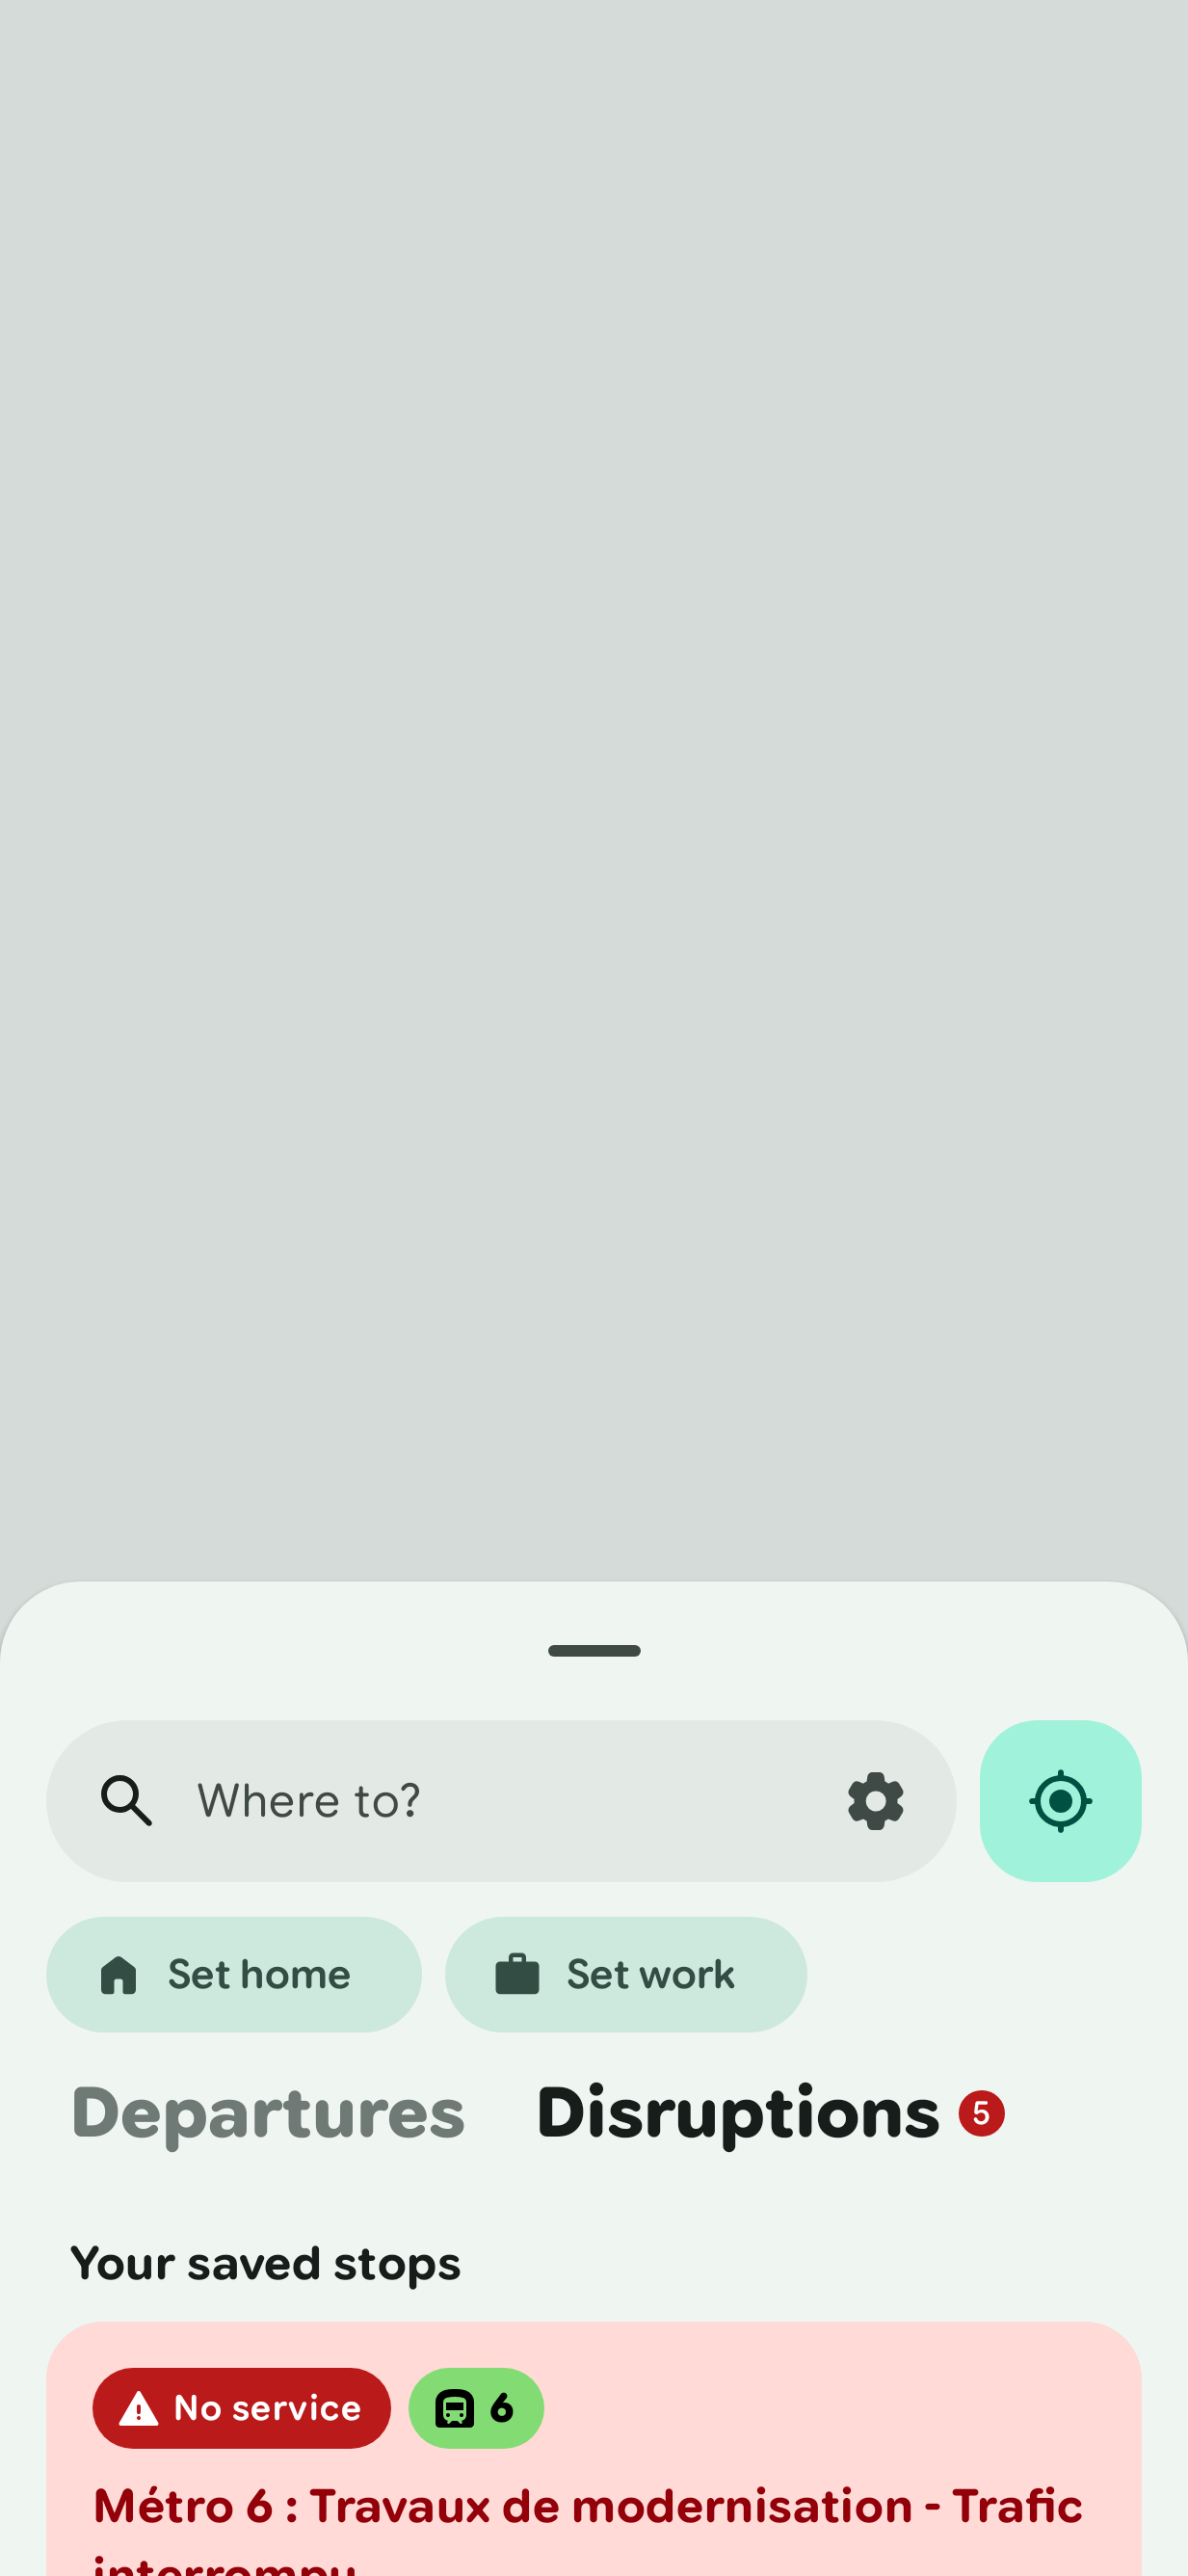 Where to?
Set home
Set work
Departures
Disruptions 5
Your saved stops
No service
6
Métro 6 : Travaux de modernisation - Trafic
interrompu